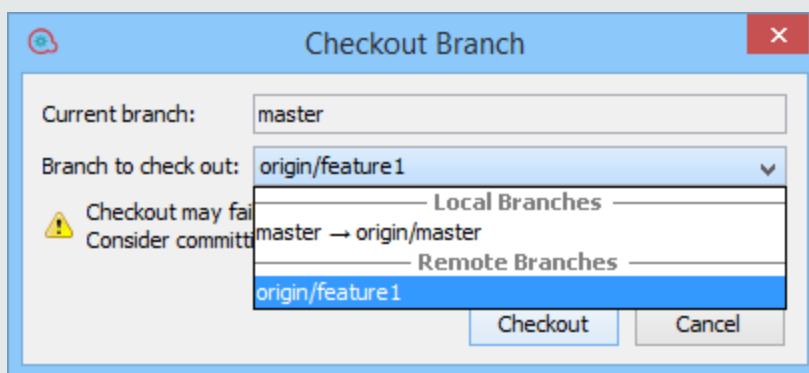 Checkout Branch
Current branch: master
Branch to check out: origin/feature1
Local Branches
Checkout may fai
master → origin/master
Consider committi
Remote Branches
origin/feature1
Checkout Cancel